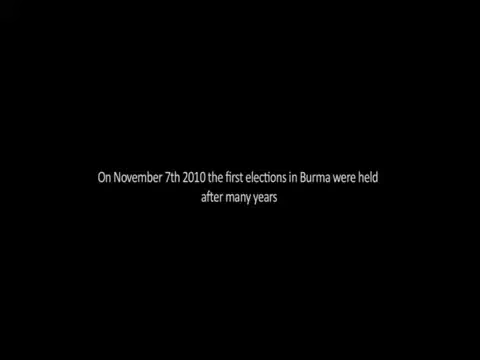 On November 7th 2010 the first elections in Burma were held
after many years